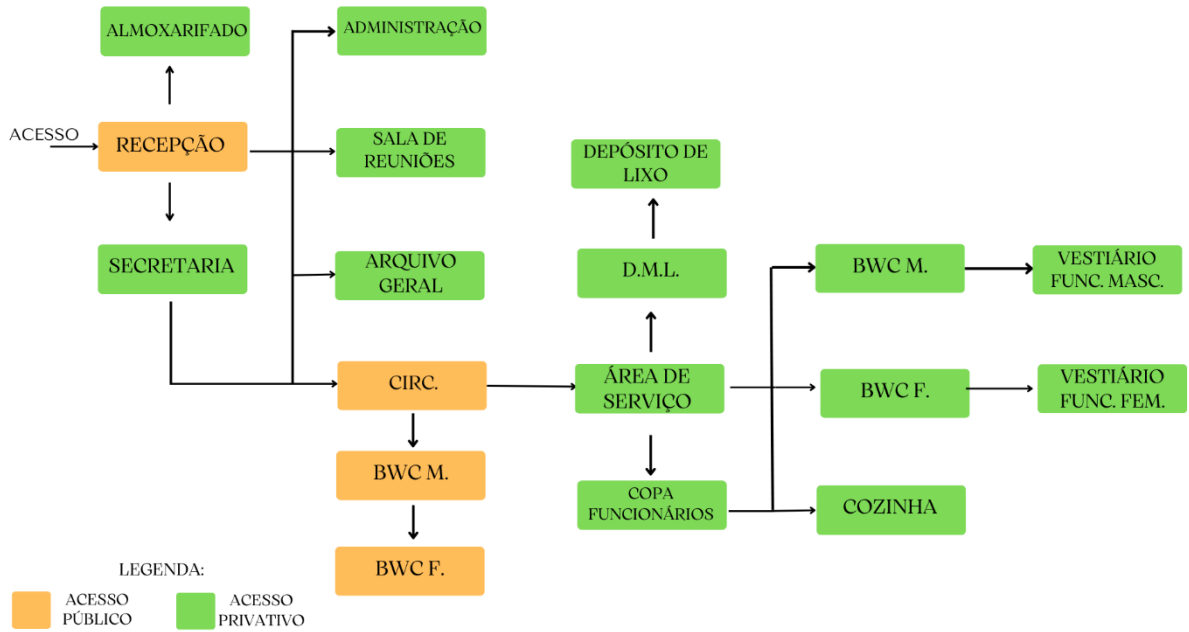 ALMOXARIFADO
ADMINISTRAÇÃO
ACESSO
RECEPÇÃO
SALA DE
REUNIÕES
DEPÓSITO DE
LIXO
SECRETARIA
ARQUIVO
GERAL
D.M.L.
BWC M.
VESTIÁRIO
FUNC. MASC.
CIRC.
ÁREA DE
SERVIÇO
BWC F.
VESTIÁRIO
FUNC. FEM.
BWC M.
COPA
FUNCIONÁRIOS
COZINHA
BWC F.
LEGENDA:
ACESSO
PÚBLICO
ACESSO
PRIVATIVO